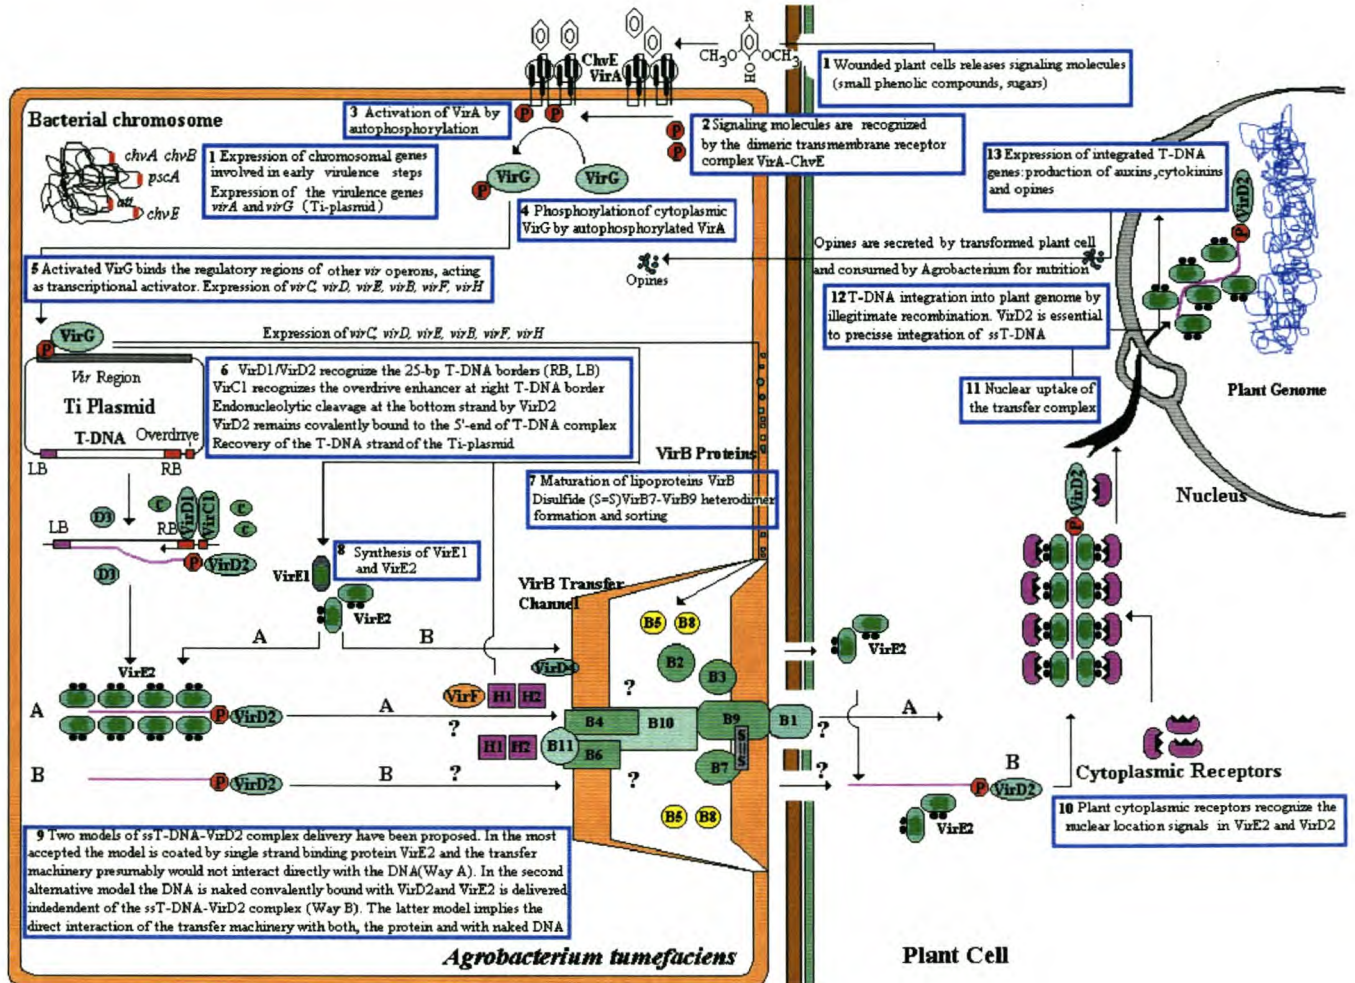 R
CH₃O
OCH₃
OH
ChvE
VirA
1 Wounded plant cells releases signaling molecules
(small phenolic compounds, sugars)
3 Activation of VirA by
autophosphorylation
P
P
P
P
2 Signaling molecules are recognized
by the dimeric transmembrane receptor
complex VirA-ChvE
Bacterial chromosome
chvA chvB
pscA
att
chvE
1 Expression of chromosomal genes
involved in early virulence steps
Expression of the virulence genes
virA and virG (Ti-plasmid)
VirG
P
VirG
4 Phosphorylation of cytoplasmic
VirG by autophosphorylated VirA
13 Expression of integrated T-DNA
genes:production of auxins,cytokinins
and opines
VirD2
P
Opines are secreted by transformed plant cell
and consumed by Agrobacterium for nutrition
Opines
5 Activated VirG binds the regulatory regions of other vir operons, acting
as transcriptional activator. Expression of virC, virD, virE, virB, virF, virH
12 T-DNA integration into plant genome by
illegitimate recombination. VirD2 is essential
to precisse integration of ssT-DNA
VirG
P
Expression of virC, virD, virE, virB, virF, virH
Vir Region
Ti Plasmid
T-DNA
Overdrive
LB
RB
6 VirD1/VirD2 recognize the 25-bp T-DNA borders (RB, LB)
VirC1 recognizes the overdrive enhancer at right T-DNA border
Endonucleolytic cleavage at the bottom strand by VirD2
VirD2 remains covalently bound to the 5'-end of T-DNA complex
Recovery of the T-DNA strand of the Ti-plasmid
11 Nuclear uptake of
the transfer complex
Plant Genome
Nucleus
VirB Proteins
7 Maturation of lipoproteins VirB
Disulfide (S=S)VirB7-VirB9 heterodimer
formation and sorting
LB
D3
C
VirD1
VirC1
C
C
RB
D3
P
VirD2
8 Synthesis of VirE1
and VirE2
VirE1
VirE2
VirB Transfer
Channel
A
B
VirE2
A
P
VirD2
A
B
P
VirD2
B
VirD4
VirF
H1
H2
?
H1
H2
?
B5
B8
B2
B3
?
B4
B10
B9
B1
B11
B6
B7
S
S
?
B5
B8
?
?
VirE2
A
P
VirD2
B
VirE2
VirD2
P
Cytoplasmic Receptors
10 Plant cytoplasmic receptors recognize the
nuclear location signals in VirE2 and VirD2
9 Two models of ssT-DNA-VirD2 complex delivery have been proposed. In the most
accepted the model is coated by single strand binding protein VirE2 and the transfer
machinery presumably would not interact directly with the DNA(Way A). In the second
alternative model the DNA is naked convalently bound with VirD2and VirE2 is delivered
indedendent of the ssT-DNA-VirD2 complex (Way B). The latter model implies the
direct interaction of the transfer machinery with both, the protein and with naked DNA
Agrobacterium tumefaciens
Plant Cell